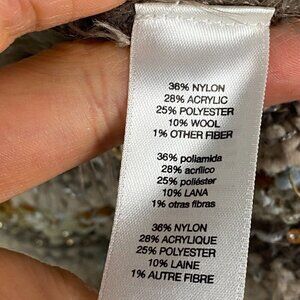 36% NYLON
28% ACRYLIC
25% POLYESTER
10% WOOL
1% OTHER FIBER
36% poliamida
28% acrílico
25% poliéster
10% LANA
1% otras fibras
36% NYLON
28% ACRYLIQUE
25% POLYESTER
10% LAINE
1% AUTRE FIBRE